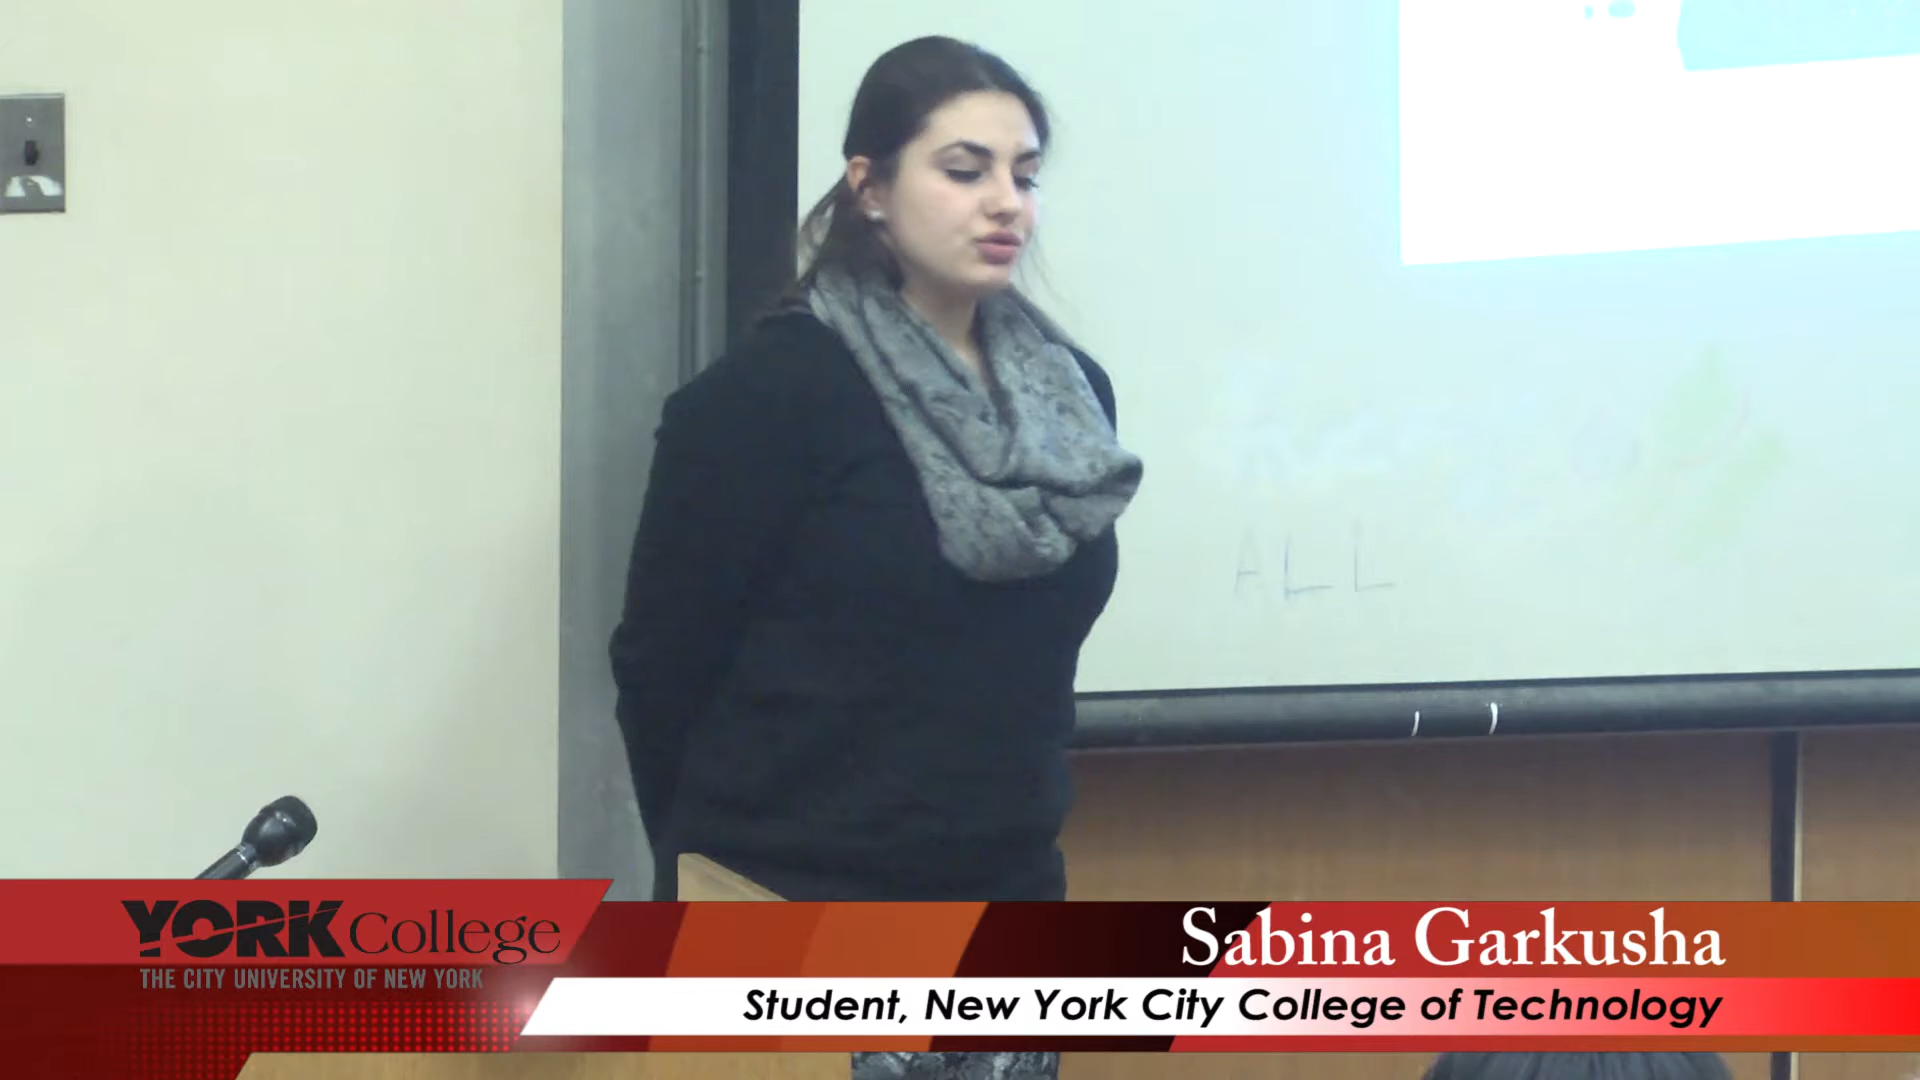 ALL
YORK College
THE CITY UNIVERSITY OF NEW YORK
Sabina Garkusha
Student, New York City College of Technology